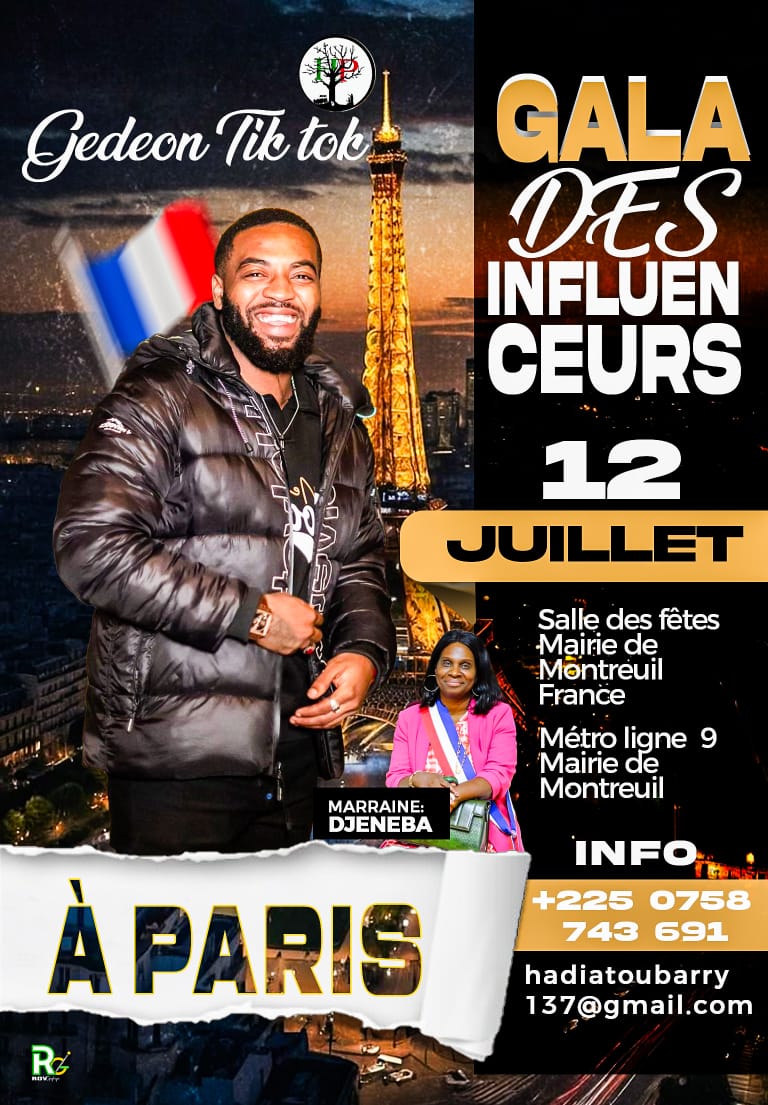 HP
Gedeon Tik tok
GALA
DES
INFLUEN
CEURS
12
JUILLET
Salle des fêtes
Mairie de
Montreuil
France
Métro ligne 9
Mairie de
Montreuil
MARRAINE:
DJENEBA
INFO
+225 0758
743 691
hadiatoubarry
137@gmail.com
À PARIS